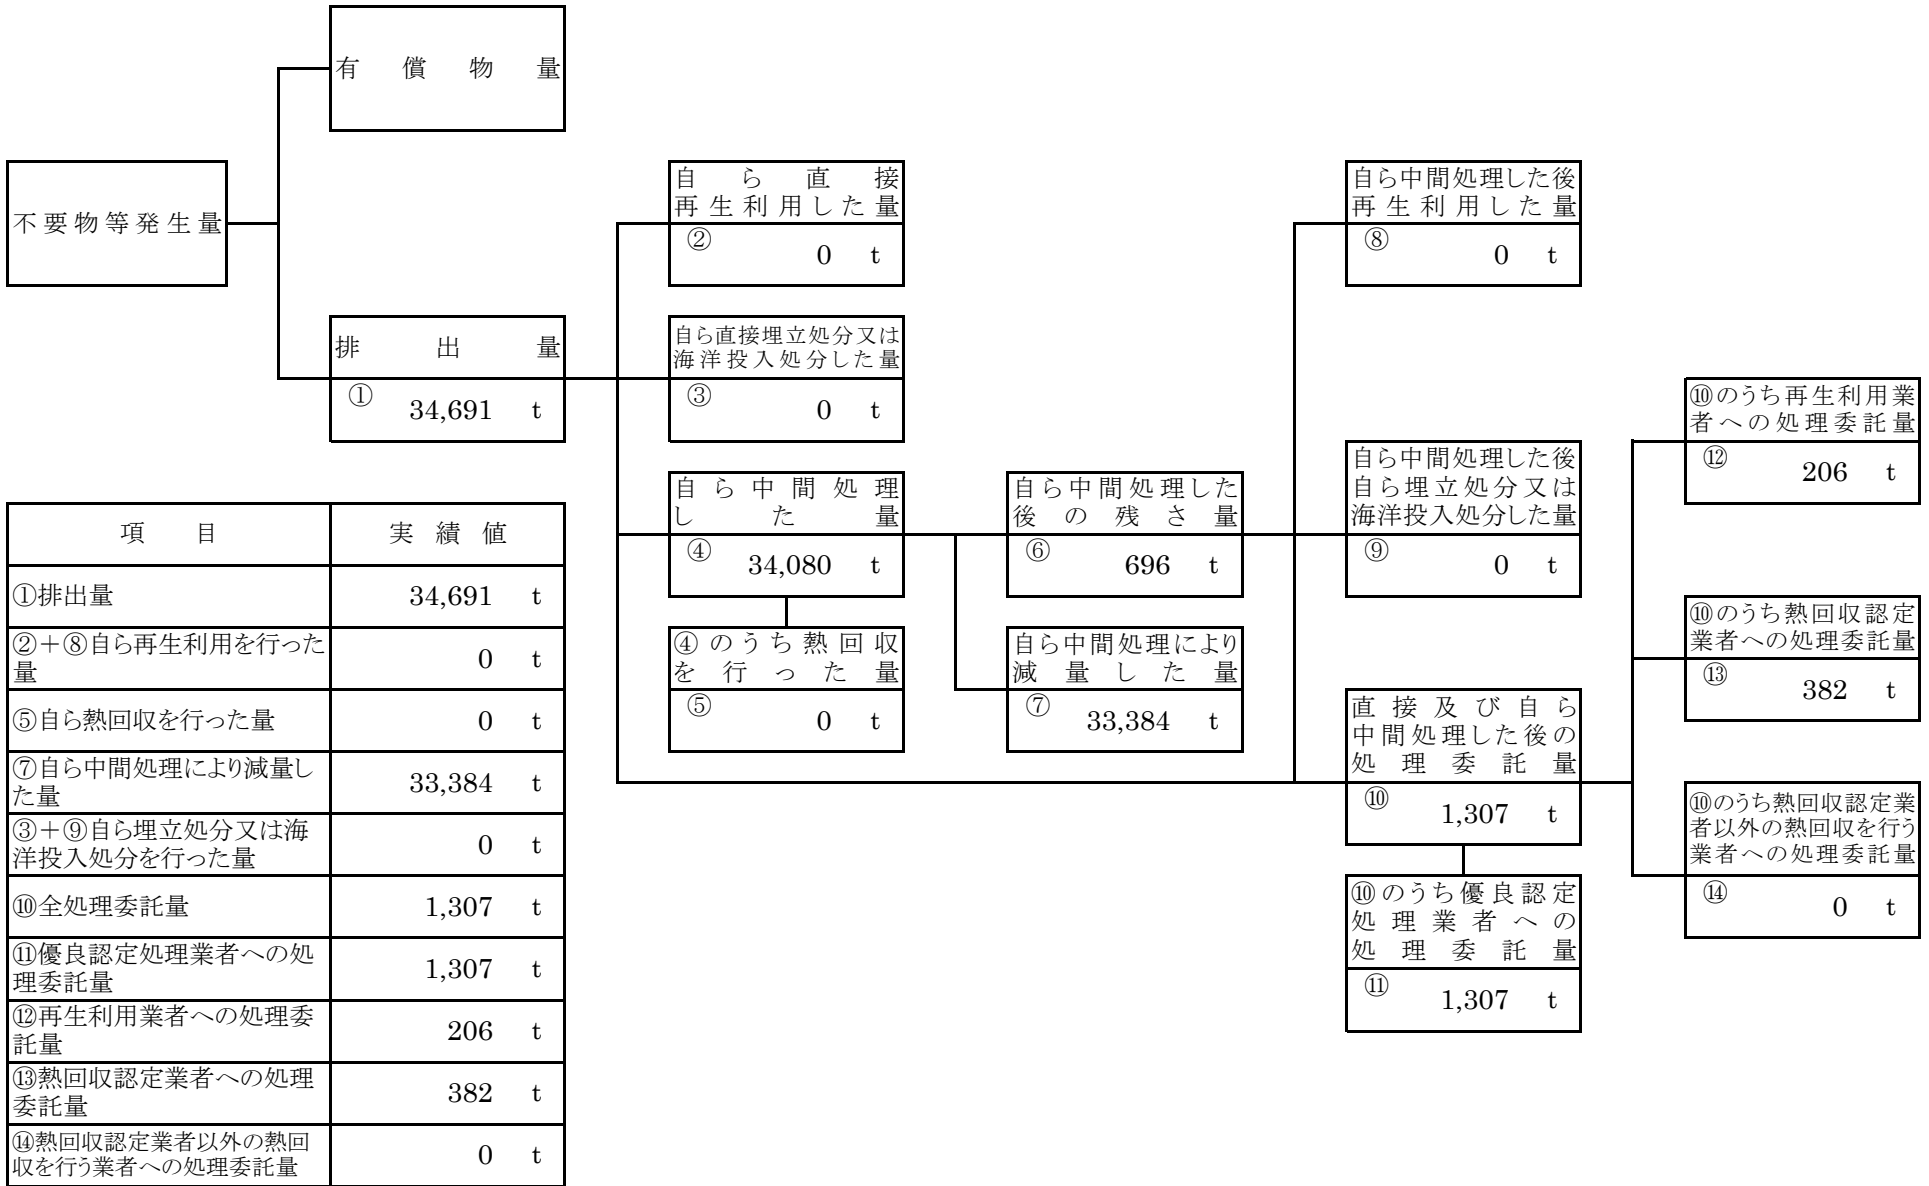 有償物量
不要物等発生量
排出量
① 34,691 t
自ら直接
再生利用した量
② 0 t
自ら直接埋立処分又は
海洋投入処分した量
③ 0 t
自ら中間処理
した量
④ 34,080 t
④のうち熱回収
を行った量
⑤ 0 t
自ら中間処理した
後の残さ量
⑥ 696 t
自ら中間処理により
減量した量
⑦ 33,384 t
自ら中間処理した後
再生利用した量
⑧ 0 t
自ら中間処理した後
自ら埋立処分又は
海洋投入処分した量
⑨ 0 t
直接及び自ら
中間処理した後の
処理委託量
⑩ 1,307 t
⑩のうち優良認定
処理業者への
処理委託量
⑪ 1,307 t
⑩のうち再生利用業
者への処理委託量
⑫ 206 t
⑩のうち熱回収認定
業者への処理委託量
⑬ 382 t
⑩のうち熱回収認定業
者以外の熱回収を行う
業者への処理委託量
⑭ 0 t
項目 実績値
①排出量 34,691 t
②+⑧自ら再生利用を行った
量 0 t
⑤自ら熱回収を行った量 0 t
⑦自ら中間処理により減量し
た量 33,384 t
③+⑨自ら埋立処分又は海
洋投入処分を行った量 0 t
⑩全処理委託量 1,307 t
⑪優良認定処理業者への処
理委託量 1,307 t
⑫再生利用業者への処理委
託量 206 t
⑬熱回収認定業者への処理
委託量 382 t
⑭熱回収認定業者以外の熱回
収を行う業者への処理委託量 0 t